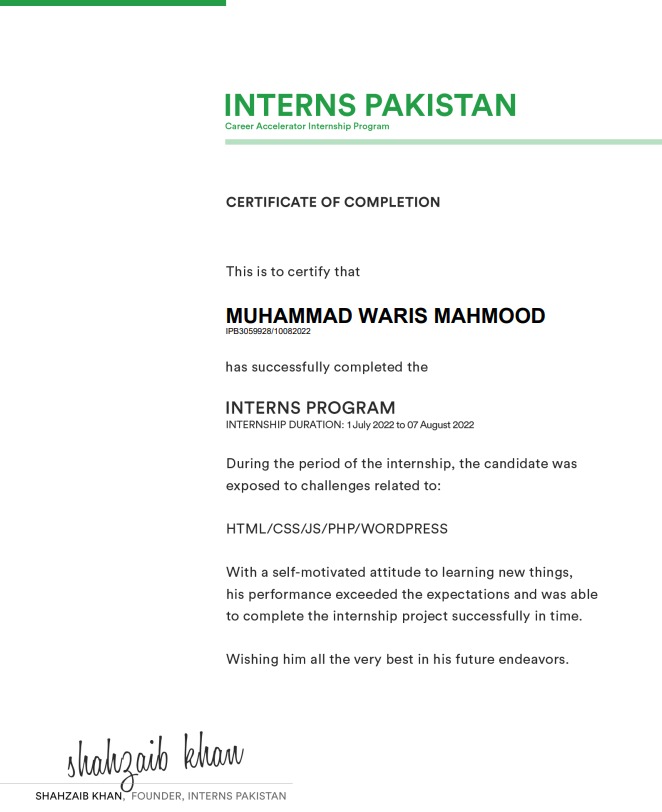 INTERNS PAKISTAN
Career Accelerator Internship Program
CERTIFICATE OF COMPLETION
This is to certify that
MUHAMMAD WARIS MAHMOOD
IPB3059928/10082022
has successfully completed the
INTERNS PROGRAM
INTERNSHIP DURATION: 1 July 2022 to 07 August 2022
During the period of the internship, the candidate was
exposed to challenges related to:
HTML/CSS/JS/PHP/WORDPRESS
With a self-motivated attitude to learning new things,
his performance exceeded the expectations and was able
to complete the internship project successfully in time.
Wishing him all the very best in his future endeavors.
shahzaib khan
SHAHZAIB KHAN, FOUNDER, INTERNS PAKISTAN